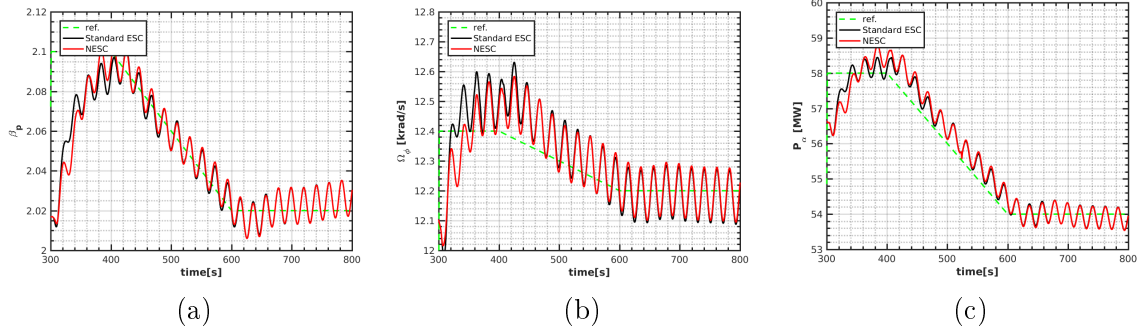 2.12
2.1
2.08
2.06
2.04
2.02
2
300 400 500 600 700 800
β_p
time[s]
ref.
Standard ESC
NESC
(a)
12.8
12.7
12.6
12.5
12.4
12.3
12.2
12.1
12
300 400 500 600 700 800
Ω_ϕ [krad/s]
time[s]
ref.
Standard ESC
NESC
(b)
60
59
58
57
56
55
54
53
300 400 500 600 700 800
P_α [MW]
time[s]
ref.
Standard ESC
NESC
(c)